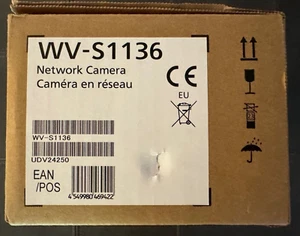 WV-S1136
Network Camera
Caméra en réseau
CE
EU
WV-S1136
UDV24250
EAN
/POS
4549980469422